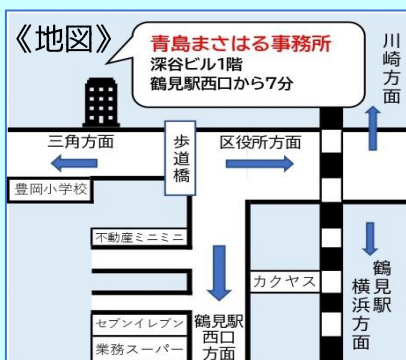 《地図》
青島まさはる事務所
深谷ビル1階
鶴見駅西口から7分
川崎方面
三角方面
歩道橋
区役所方面
豊岡小学校
不動産ミニミニ
カクヤス
鶴見駅
横浜方面
セブンイレブン
業務スーパー
鶴見駅
西口
方面